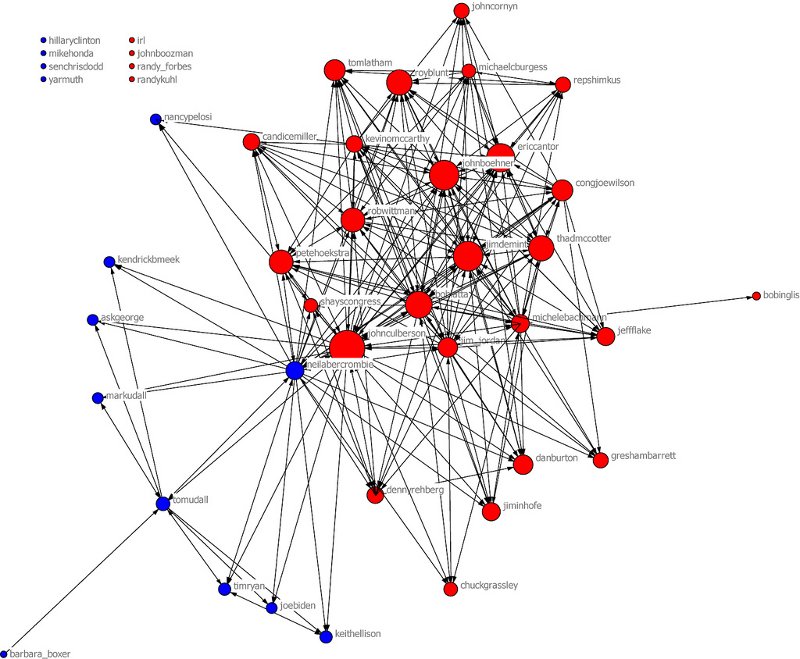 johncornyn
hillaryclinton irl
mikehonda johnboozman
senchrisdodd randy_forbes
yarmuth randykuhl
tomlatham
royblunt
michaelcburgess
repshimkus
nancypelosi
candicemiller
kevinomccarthy
ericcantor
johnboehner
congjoewilson
robwittman
thadmccotter
jimdemint
petehoekstra
kendrickbmeek
bobinglis
shayscongress
askgeorge
michelebachmann
johnculberson
jim_jordan
jeffflake
neilabercrombie
markudall
danburton
greshambarrett
dennyrehberg
tomudall
jiminhofe
timryan
chuckgrassley
joebiden
keithellison
barbara_boxer